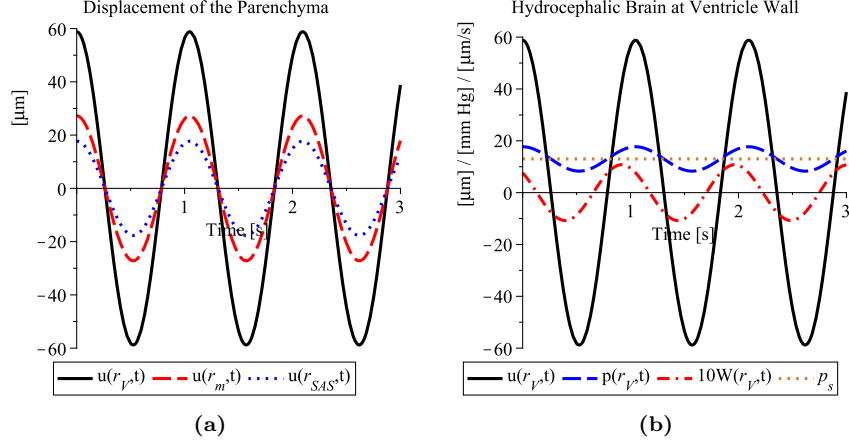 Displacement of the Parenchyma
60
40
20
0
−20
−40
−60
[µm]
1
2
3
Time [s]
u(r_V,t) u(r_m,t) u(r_SAS,t)
(a)
Hydrocephalic Brain at Ventricle Wall
60
40
20
0
−20
−40
−60
[µm] / [mm Hg] / [µm/s]
1
2
3
Time [s]
u(r_V,t) p(r_V,t) 10W(r_V,t) p_s
(b)